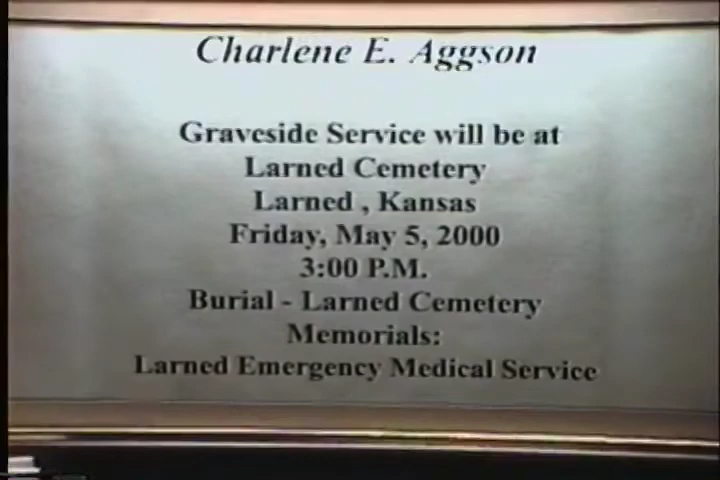 Charlene E. Aggson
Graveside Service will be at
Larned Cemetery
Larned , Kansas
Friday, May 5, 2000
3:00 P.M.
Burial - Larned Cemetery
Memorials:
Larned Emergency Medical Service